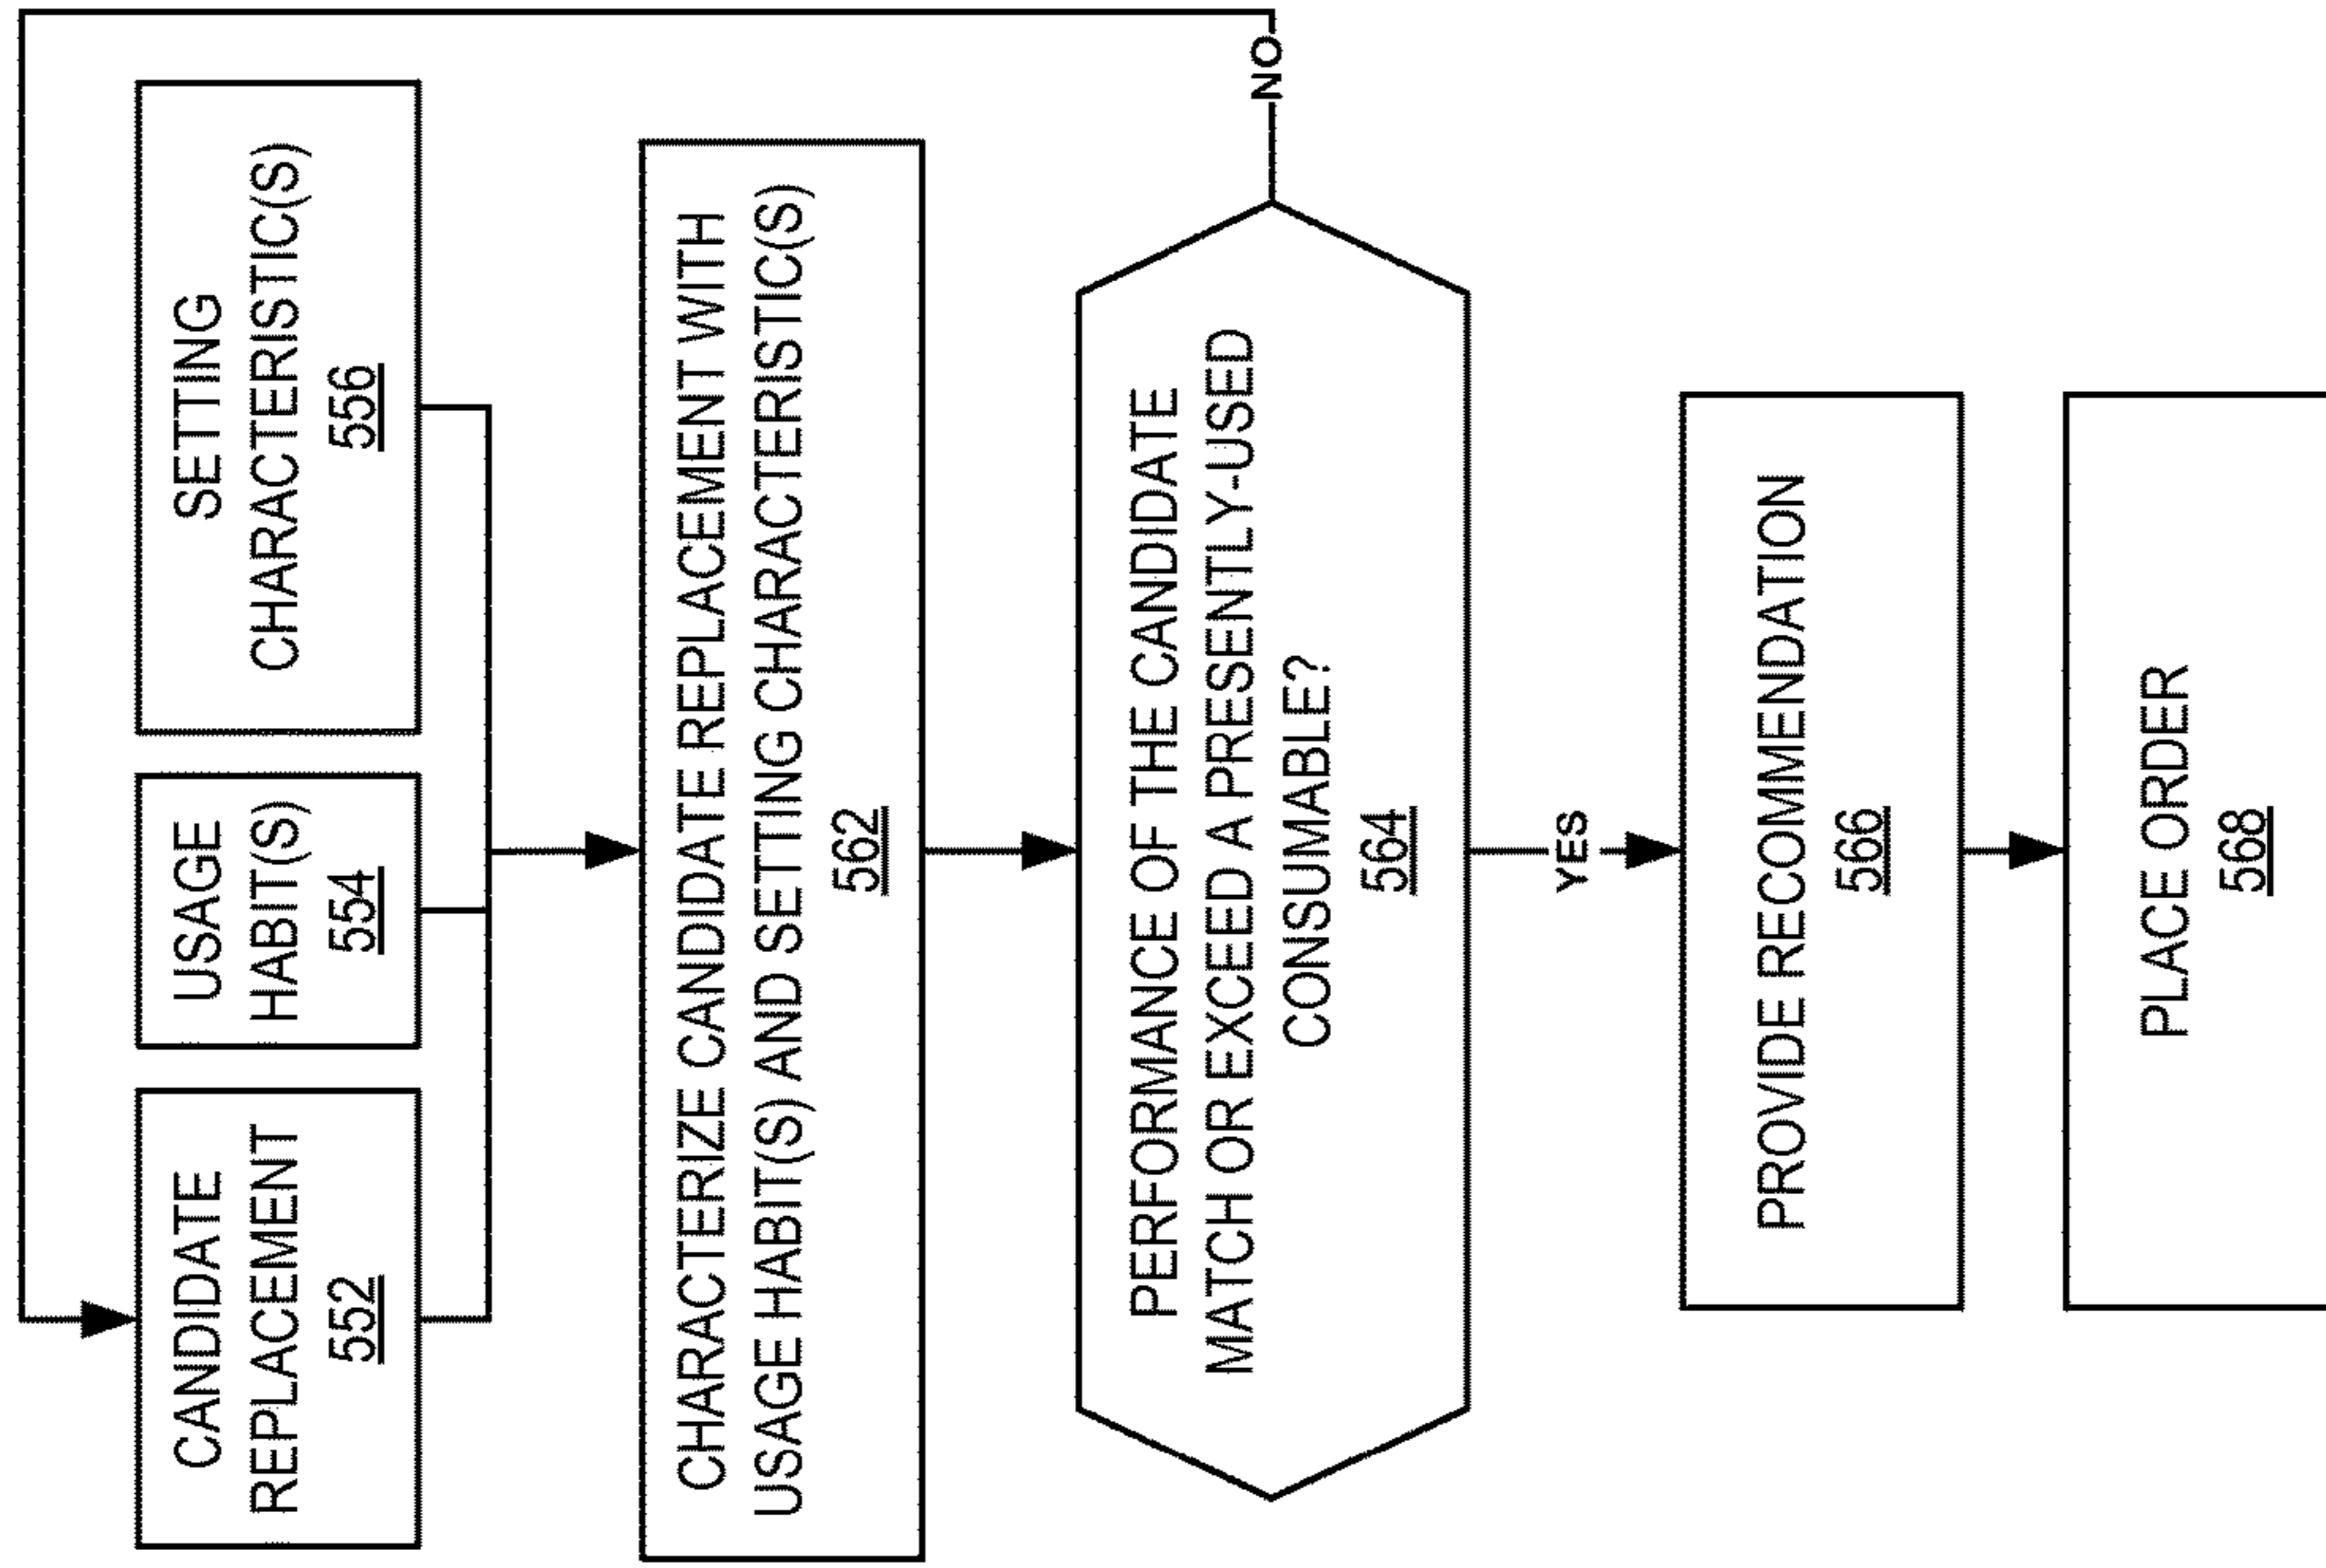 CANDIDATE
REPLACEMENT
552
USAGE
HABIT(S)
554
SETTING
CHARACTERISTIC(S)
556
CHARACTERIZE CANDIDATE REPLACEMENT WITH
USAGE HABIT(S) AND SETTING CHARACTERISTIC(S)
562
PERFORMANCE OF THE CANDIDATE
MATCH OR EXCEED A PRESENTLY-USED
CONSUMABLE?
564
NO
YES
PROVIDE RECOMMENDATION
566
PLACE ORDER
568